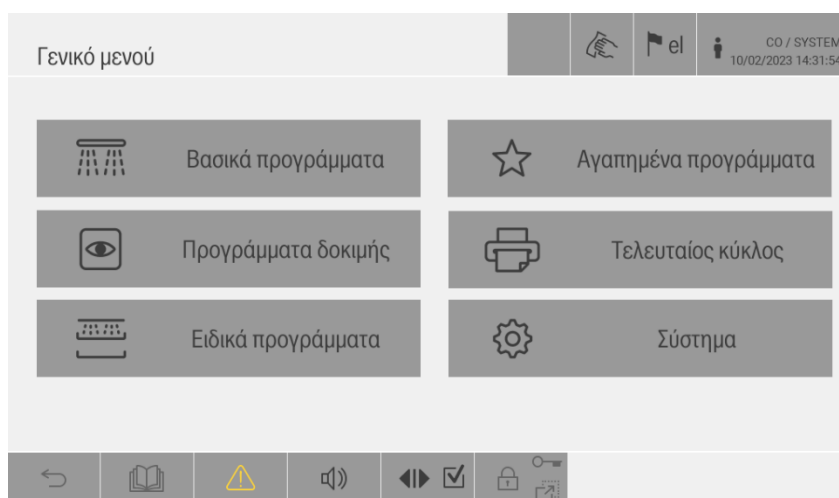 Γενικό μενού
el
CO / SYSTEM
10/02/2023 14:31:54
Βασικά προγράμματα
Αγαπημένα προγράμματα
Προγράμματα δοκιμής
Τελευταίος κύκλος
Ειδικά προγράμματα
Σύστημα